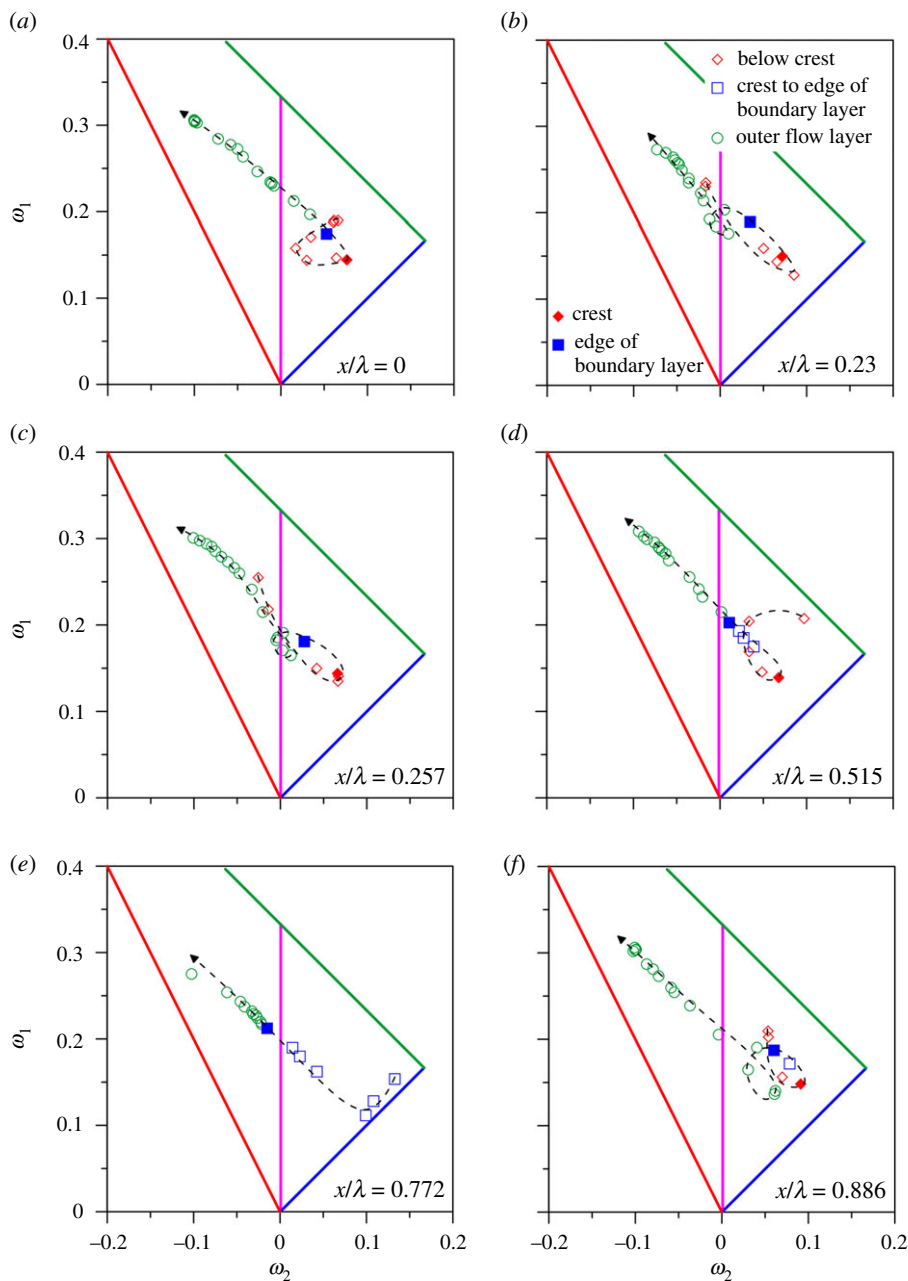 (a)
(b)
0.4
0.3
0.2
0.1
0
ω1
below crest
crest to edge of
boundary layer
outer flow layer
crest
edge of
boundary layer
x/λ = 0
x/λ = 0.23
(c)
(d)
0.4
0.3
0.2
0.1
0
ω1
x/λ = 0.257
x/λ = 0.515
(e)
(f)
0.4
0.3
0.2
0.1
0
ω1
x/λ = 0.772
x/λ = 0.886
–0.2
–0.1
0
0.1
0.2
–0.2
–0.1
0
0.1
0.2
ω2
ω2